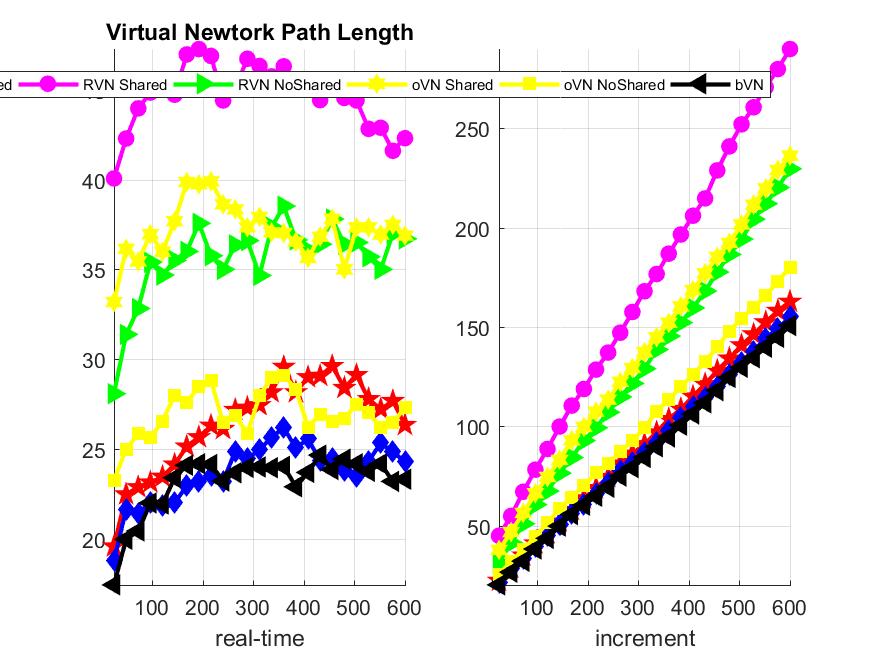 Virtual Newtork Path Length
ed RVN Shared RVN NoShared oVN Shared oVN NoShared bVN
40
35
30
25
20
100 200 300 400 500 600
real-time
250
200
150
100
50
100 200 300 400 500 600
increment